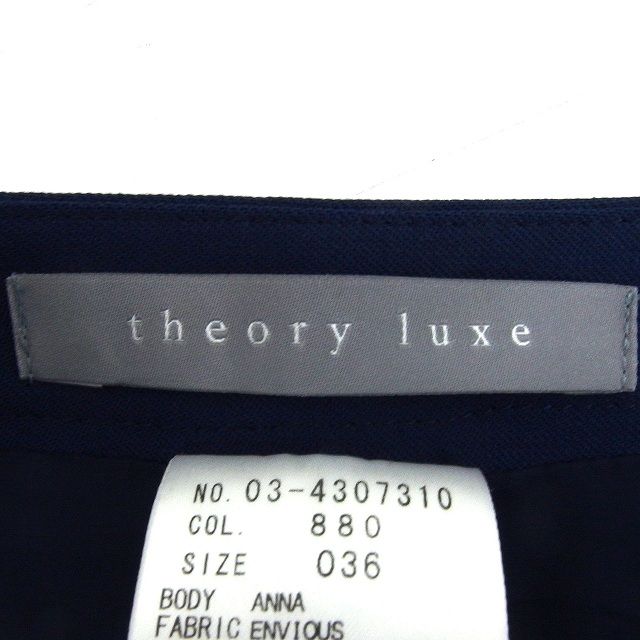 theory luxe
NO. 03-4307310
COL. 880
SIZE 036
BODY ANNA
FABRIC ENVIOUS